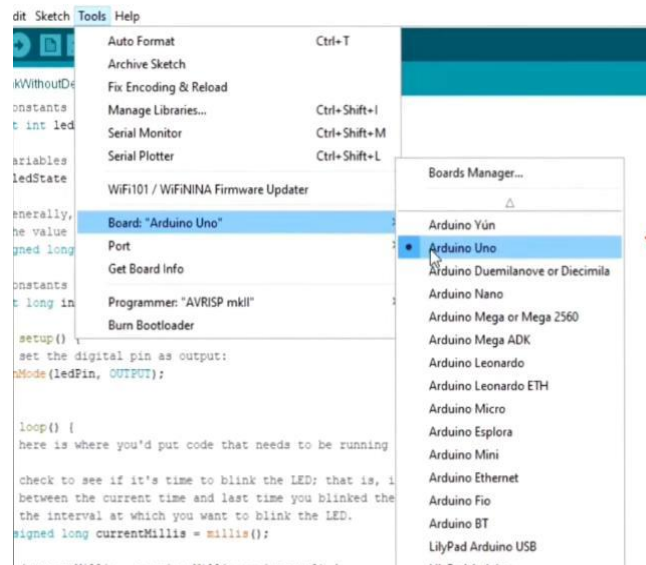 dit Sketch Tools Help
Auto Format Ctrl+T
Archive Sketch
Fix Encoding & Reload
Manage Libraries... Ctrl+Shift+I
Serial Monitor Ctrl+Shift+M
Serial Plotter Ctrl+Shift+L
WiFi101 / WiFiNINA Firmware Updater
Board: "Arduino Uno"
Port
Get Board Info
Programmer: "AVRISP mkII"
Burn Bootloader
Boards Manager...
Arduino Yún
Arduino Uno
Arduino Duemilanove or Diecimila
Arduino Nano
Arduino Mega or Mega 2560
Arduino Mega ADK
Arduino Leonardo
Arduino Leonardo ETH
Arduino Micro
Arduino Esplora
Arduino Mini
Arduino Ethernet
Arduino Fio
Arduino BT
LilyPad Arduino USB
kWithoutDe
onstants
t int led
ariables
ledState
enerally,
he value
gned long
onstants
t long in
setup() {
set the digital pin as output:
nMode(ledPin, OUTPUT);
loop() {
here is where you'd put code that needs to be running
check to see if it's time to blink the LED; that is, i
between the current time and last time you blinked the
the interval at which you want to blink the LED.
signed long currentMillis = millis();